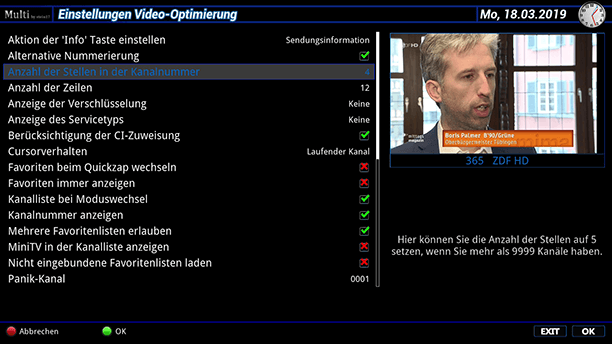 Multi
Einstellungen Video-Optimierung
Mo, 18.03.2019
Aktion der 'Info' Taste einstellen Sendungsinformation
Alternative Nummerierung
Anzahl der Stellen in der Kanalnummer 4
Anzahl der Zeilen 12
Anzeige der Verschlüsselung Keine
Anzeige des Servicetyps Keine
Berücksichtigung der CI-Zuweisung
Cursorverhalten Laufender Kanal
Favoriten beim Quickzap wechseln
Favoriten immer anzeigen
Kanalliste bei Moduswechsel
Kanalnummer anzeigen
Mehrere Favoritenlisten erlauben
MiniTV in der Kanalliste anzeigen
Nicht eingebundene Favoritenlisten laden
Panik-Kanal 0001
HD
mittags
magazin
Boris Palmer, B'90/Grüne
Oberbürgermeister Tübingen
365 ZDF HD
Hier können Sie die Anzahl der Stellen auf 5
setzen, wenn Sie mehr als 9999 Kanäle haben.
Abbrechen
OK
EXIT
OK